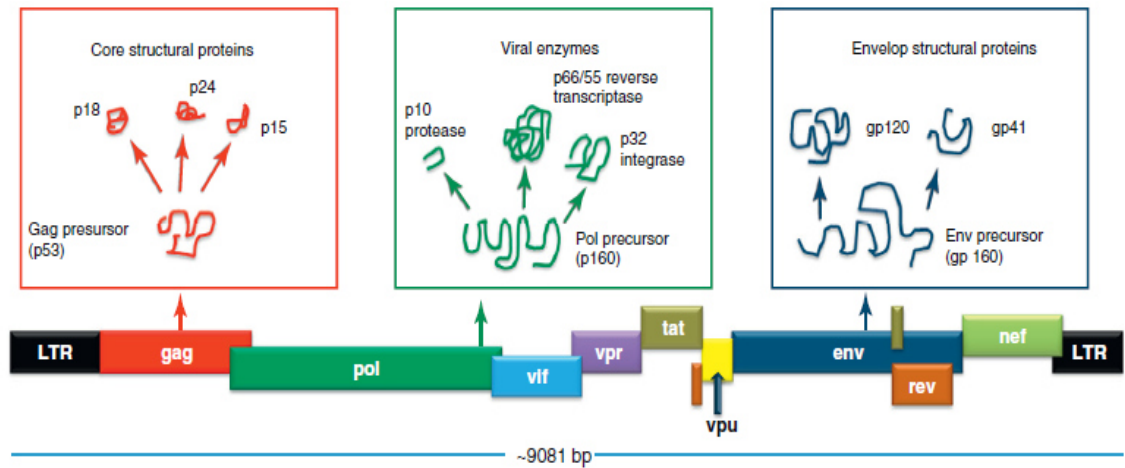 Core structural proteins
p18
p24
p15
Gag presursor
(p53)
Viral enzymes
p10
protease
p66/55 reverse
transcriptase
p32
integrase
Pol precursor
(p160)
Envelop structural proteins
gp120
gp41
Env precursor
(gp 160)
LTR
gag
pol
vlf
vpr
tat
vpu
env
rev
nef
LTR
~9081 bp